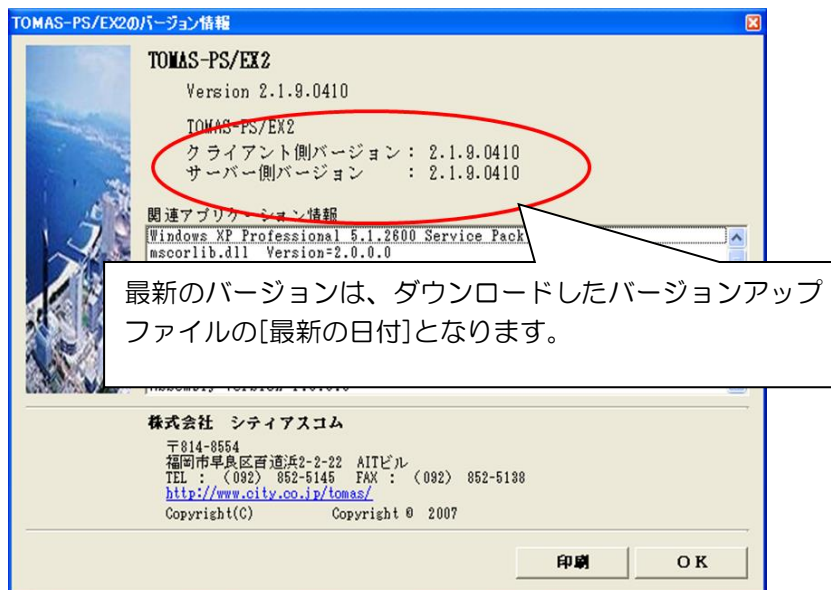 TOMAS-PS/EX2のバージョン情報
TOMAS-PS/EX2
Version 2.1.9.0410
TOMAS-PS/EX2
クライアント側バージョン： 2.1.9.0410
サーバー側バージョン ： 2.1.9.0410
関連アプリケーション情報
Windows XP Professional 5.1.2600 Service Pack
mscorlib.dll Version=2.0.0.0
最新のバージョンは、ダウンロードしたバージョンアップ
ファイルの[最新の日付]となります。
株式会社 シティアスコム
〒814-8554
福岡市早良区百道浜2-2-22 AITビル
TEL : (092) 852-5145 FAX : (092) 852-5138
http://www.city.co.jp/tomas/
Copyright(C) Copyright © 2007
印刷 OK